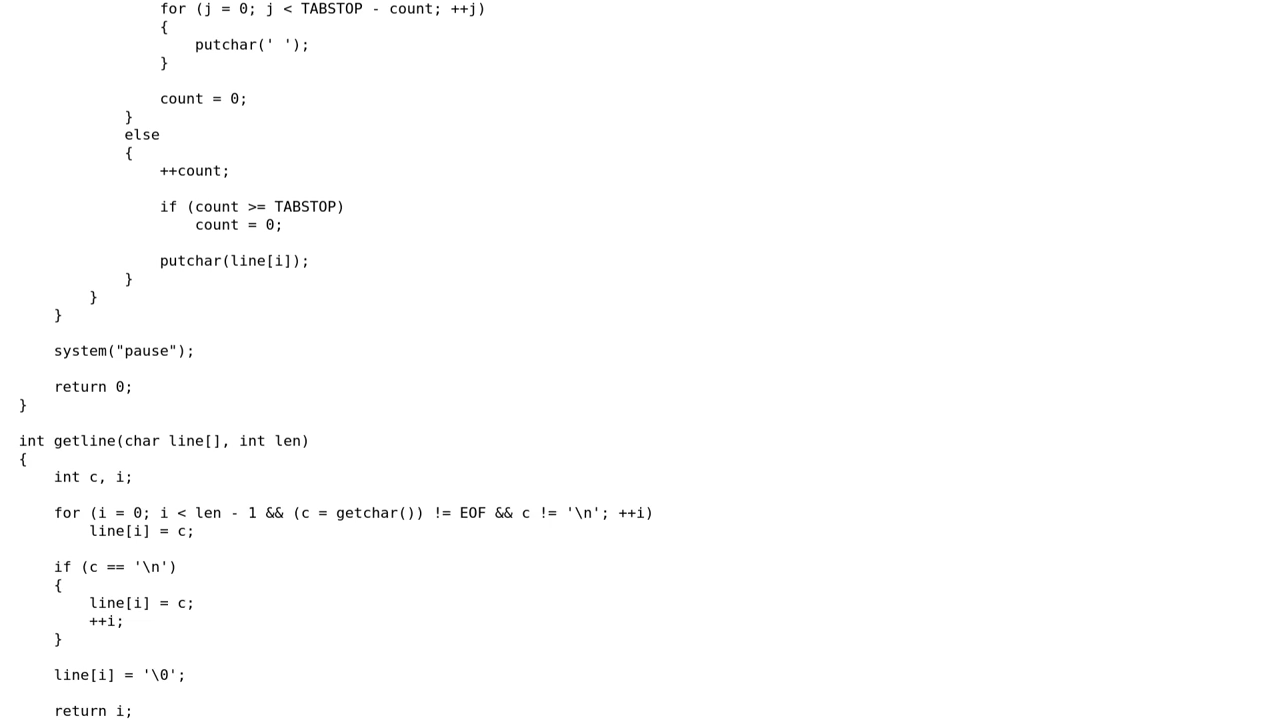 for (j = 0; j < TABSTOP - count; ++j)
                {
                    putchar(' ');
                }

                count = 0;
            }
            else
            {
                ++count;

                if (count >= TABSTOP)
                    count = 0;

                putchar(line[i]);
            }
        }
    }

    system("pause");

    return 0;
}

int getline(char line[], int len)
{
    int c, i;

    for (i = 0; i < len - 1 && (c = getchar()) != EOF && c != '\n'; ++i)
        line[i] = c;

    if (c == '\n')
    {
        line[i] = c;
        ++i;
    }

    line[i] = '\0';

    return i;